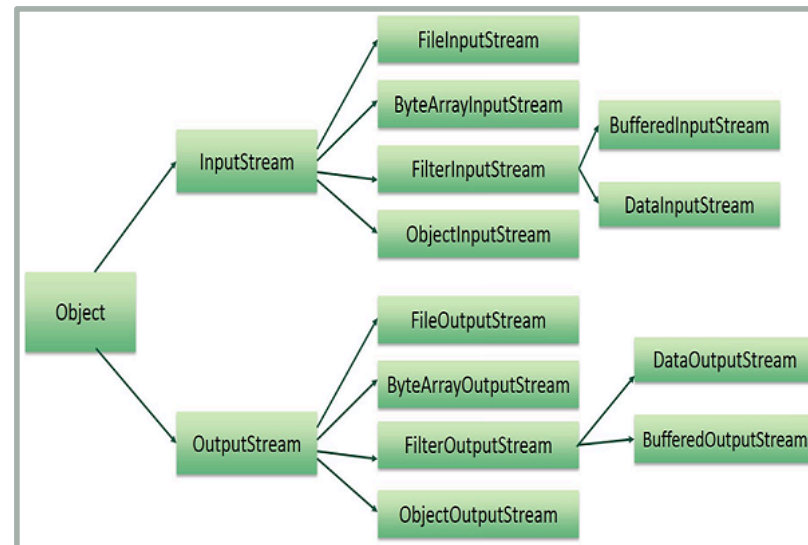 FileInputStream
ByteArrayInputStream
BufferedInputStream
InputStream
FilterInputStream
DataInputStream
ObjectInputStream
Object
FileOutputStream
DataOutputStream
ByteArrayOutputStream
OutputStream
FilterOutputStream
BufferedOutputStream
ObjectOutputStream